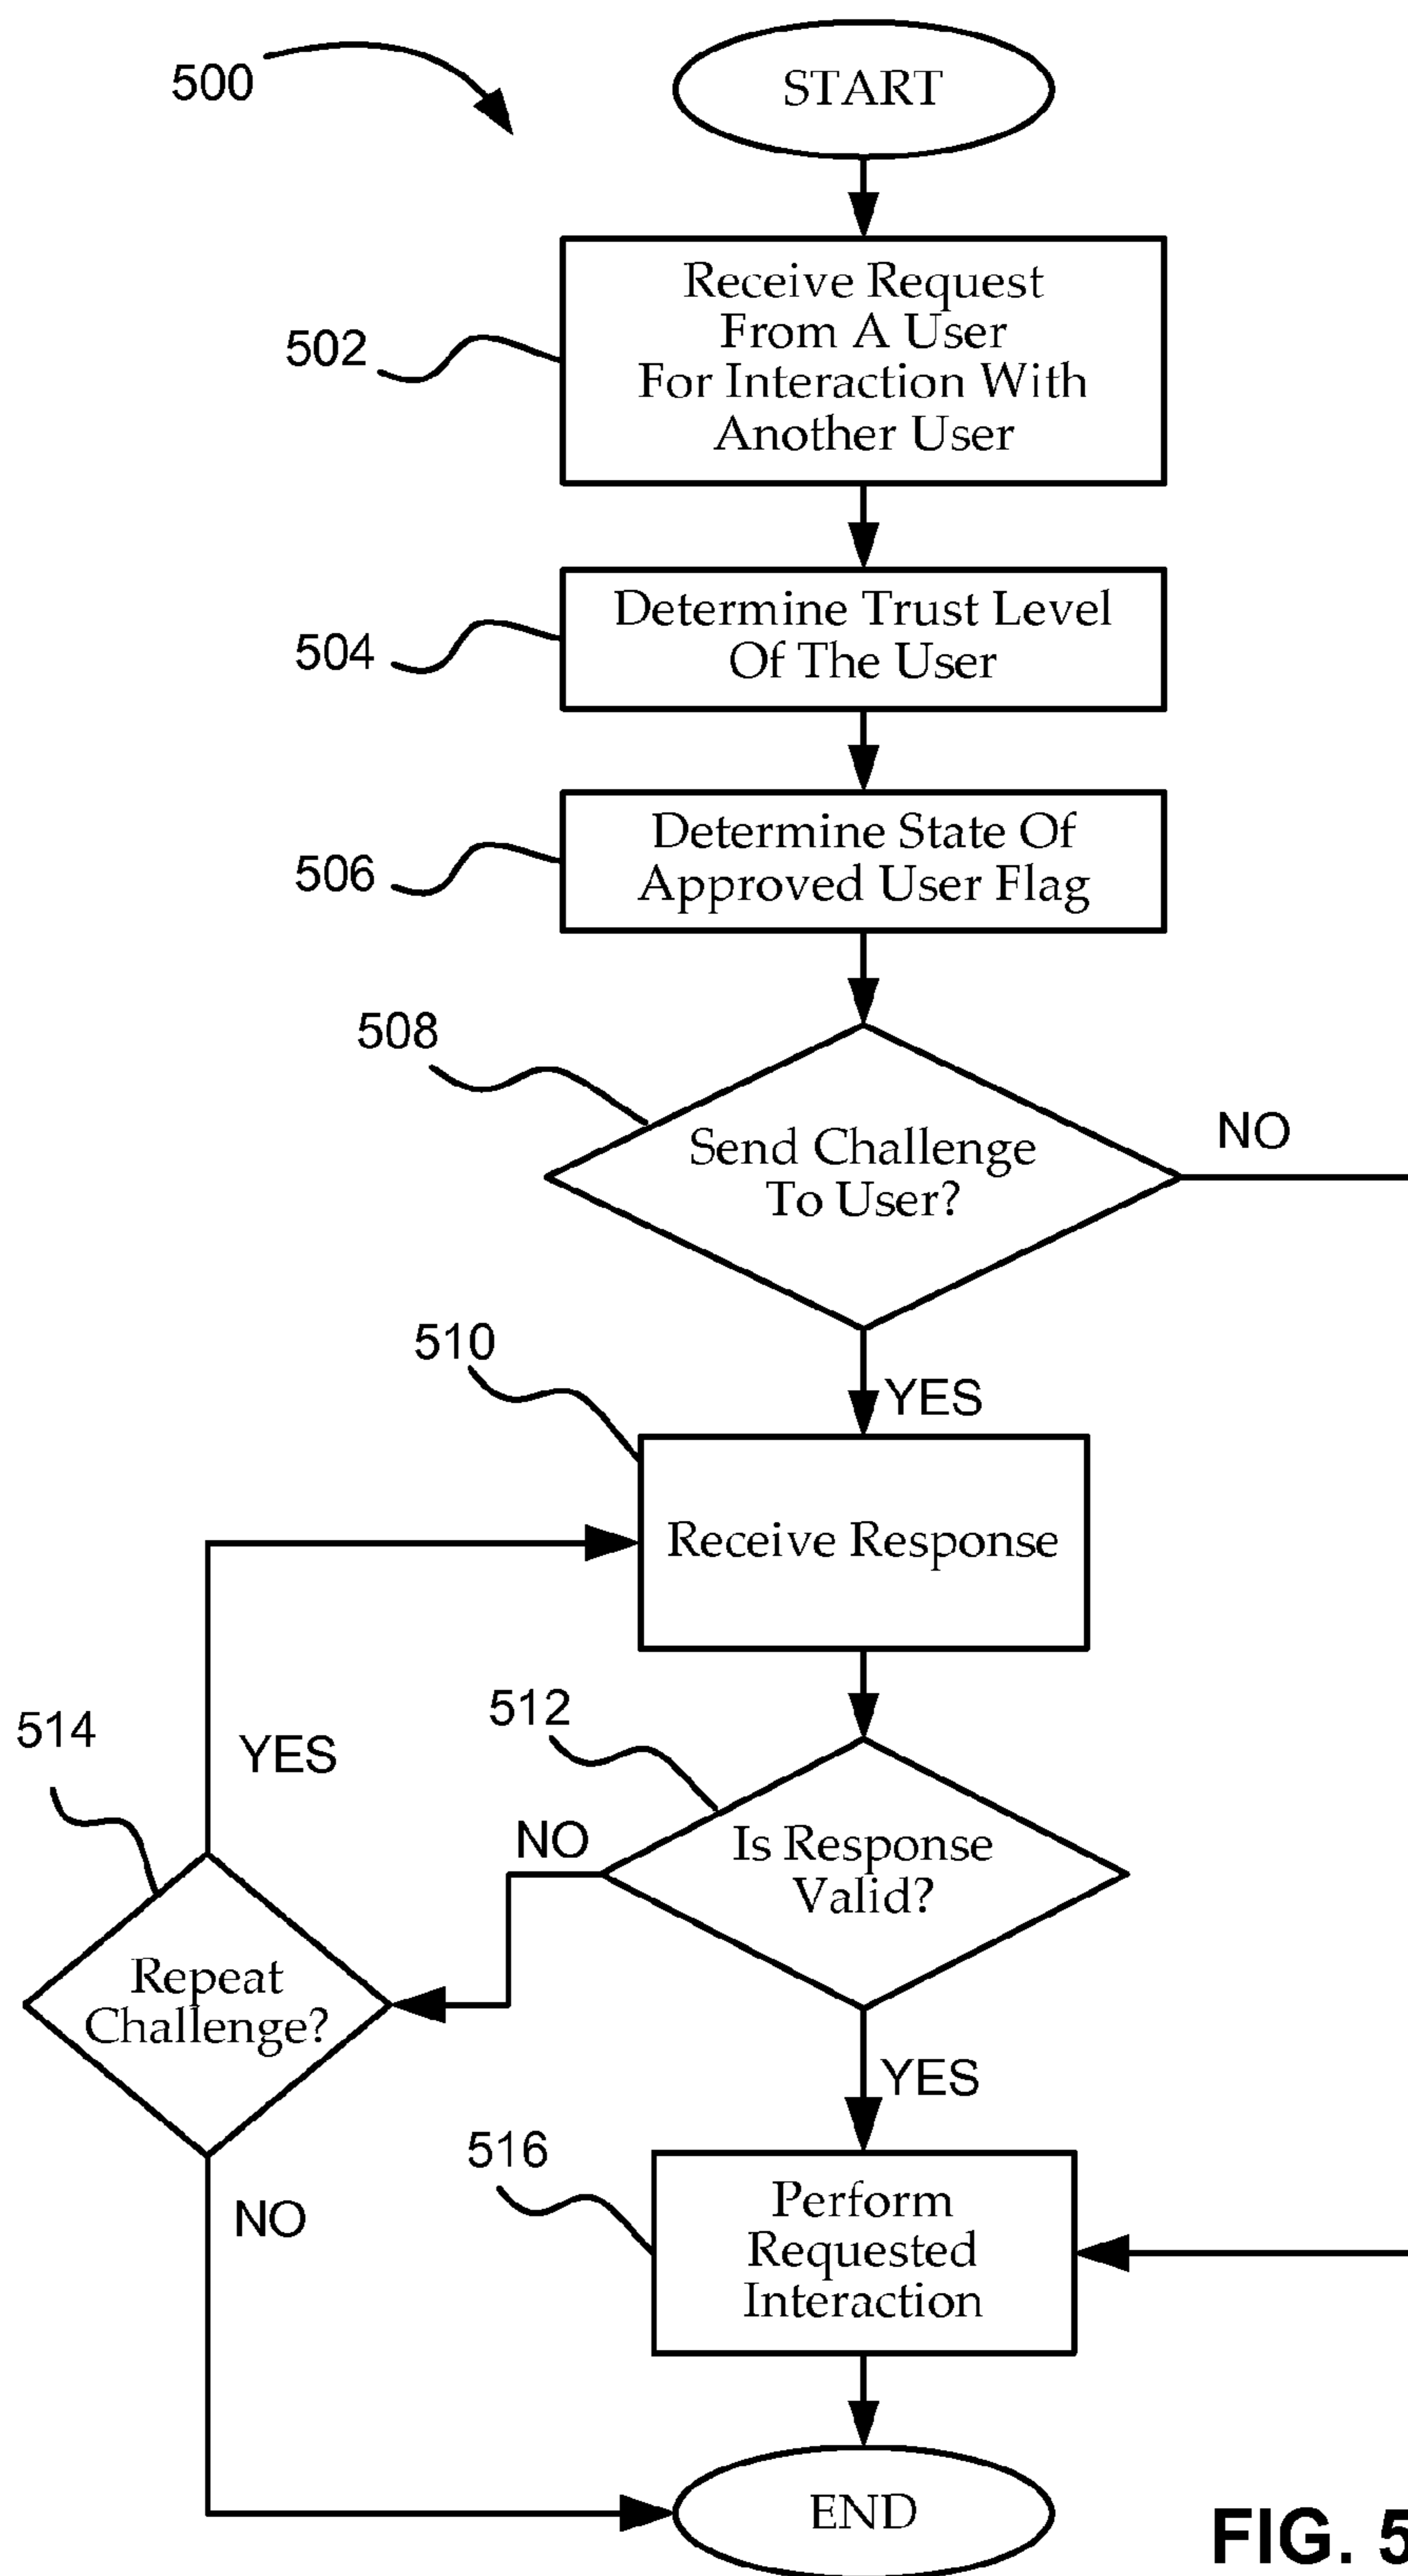 500
START
502
Receive Request
From A User
For Interaction With
Another User
504
Determine Trust Level
Of The User
506
Determine State Of
Approved User Flag
508
Send Challenge
To User?
NO
YES
510
Receive Response
512
Is Response
Valid?
NO
514
YES
Repeat
Challenge?
YES
NO
516
Perform
Requested
Interaction
END
FIG. 5